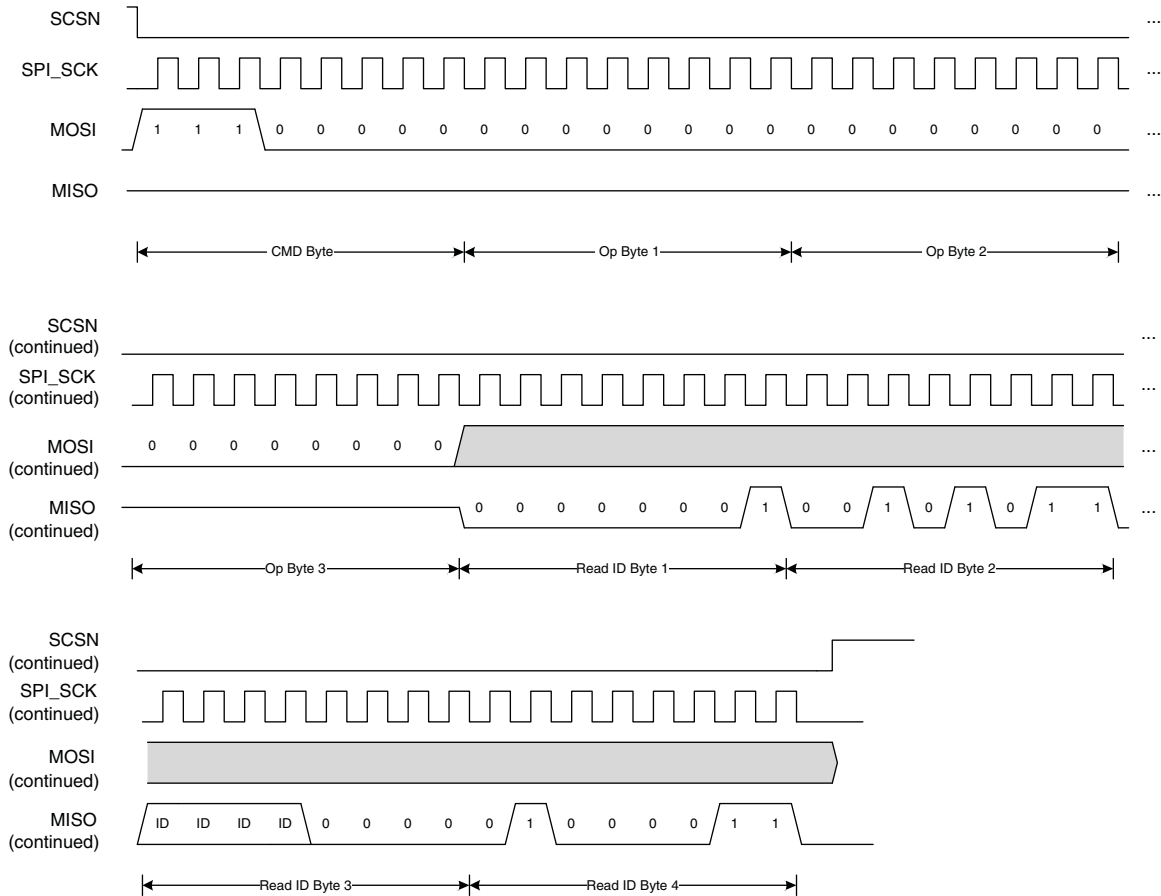 SCSN ...
SPI_SCK ...
MOSI 1 1 1 0 0 0 0 0 0 0 0 0 0 0 0 0 0 0 0 0 0 0 0 0 ...
MISO ...
CMD Byte Op Byte 1 Op Byte 2
SCSN
(continued) ...
SPI_SCK
(continued) ...
MOSI 0 0 0 0 0 0 0 0 ...
(continued)
MISO 0 0 0 0 0 0 0 1 0 0 1 0 1 0 1 1 ...
(continued)
Op Byte 3 Read ID Byte 1 Read ID Byte 2
SCSN
(continued)
SPI_SCK
(continued)
MOSI
(continued)
MISO ID ID ID ID 0 0 0 0 0 1 0 0 0 0 1 1
(continued)
Read ID Byte 3 Read ID Byte 4